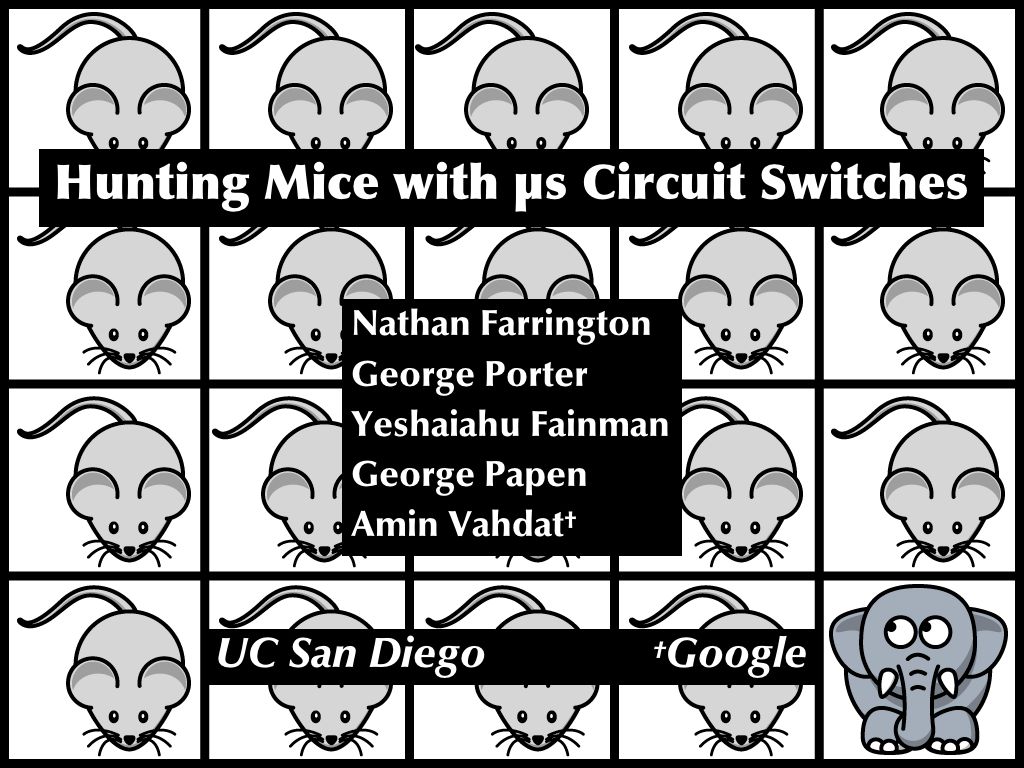 Hunting Mice with µs Circuit Switches
Nathan Farrington
George Porter
Yeshaiahu Fainman
George Papen
Amin Vahdat†
UC San Diego †Google